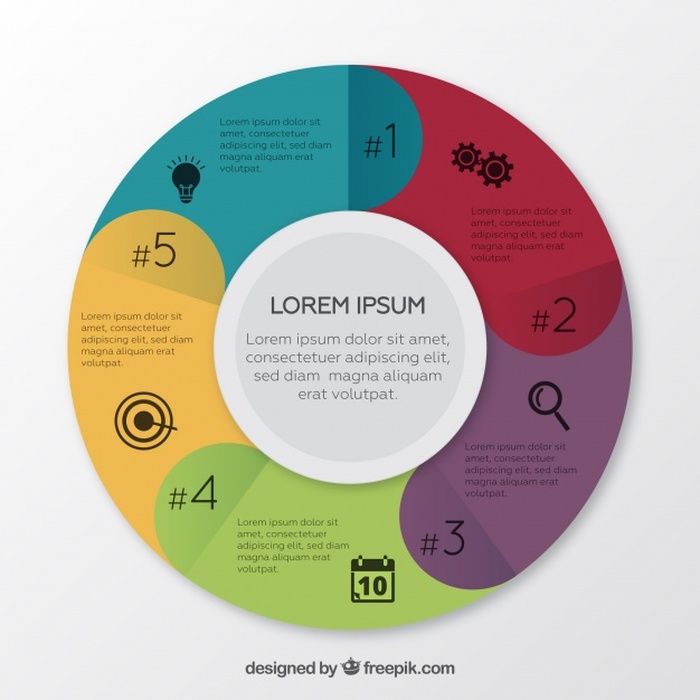 Lorem ipsum dolor sit
amet, consectetuer
adipiscing elit, sed diam
magna aliquam erat
volutpat.
#1
Lorem ipsum dolor sit
amet, consectetuer
adipiscing elit, sed diam
magna aliquam erat
volutpat.
#2
Lorem ipsum dolor sit
amet, consectetuer
adipiscing elit, sed diam
magna aliquam erat
volutpat.
#3
Lorem ipsum dolor sit
amet, consectetuer
adipiscing elit, sed diam
magna aliquam erat
volutpat.
10
#4
Lorem ipsum dolor sit
amet, consectetuer
adipiscing elit, sed diam
magna aliquam erat
volutpat.
#5
LOREM IPSUM
Lorem ipsum dolor sit amet,
consectetuer adipiscing elit,
sed diam magna aliquam
erat volutpat.
designed by freepik.com